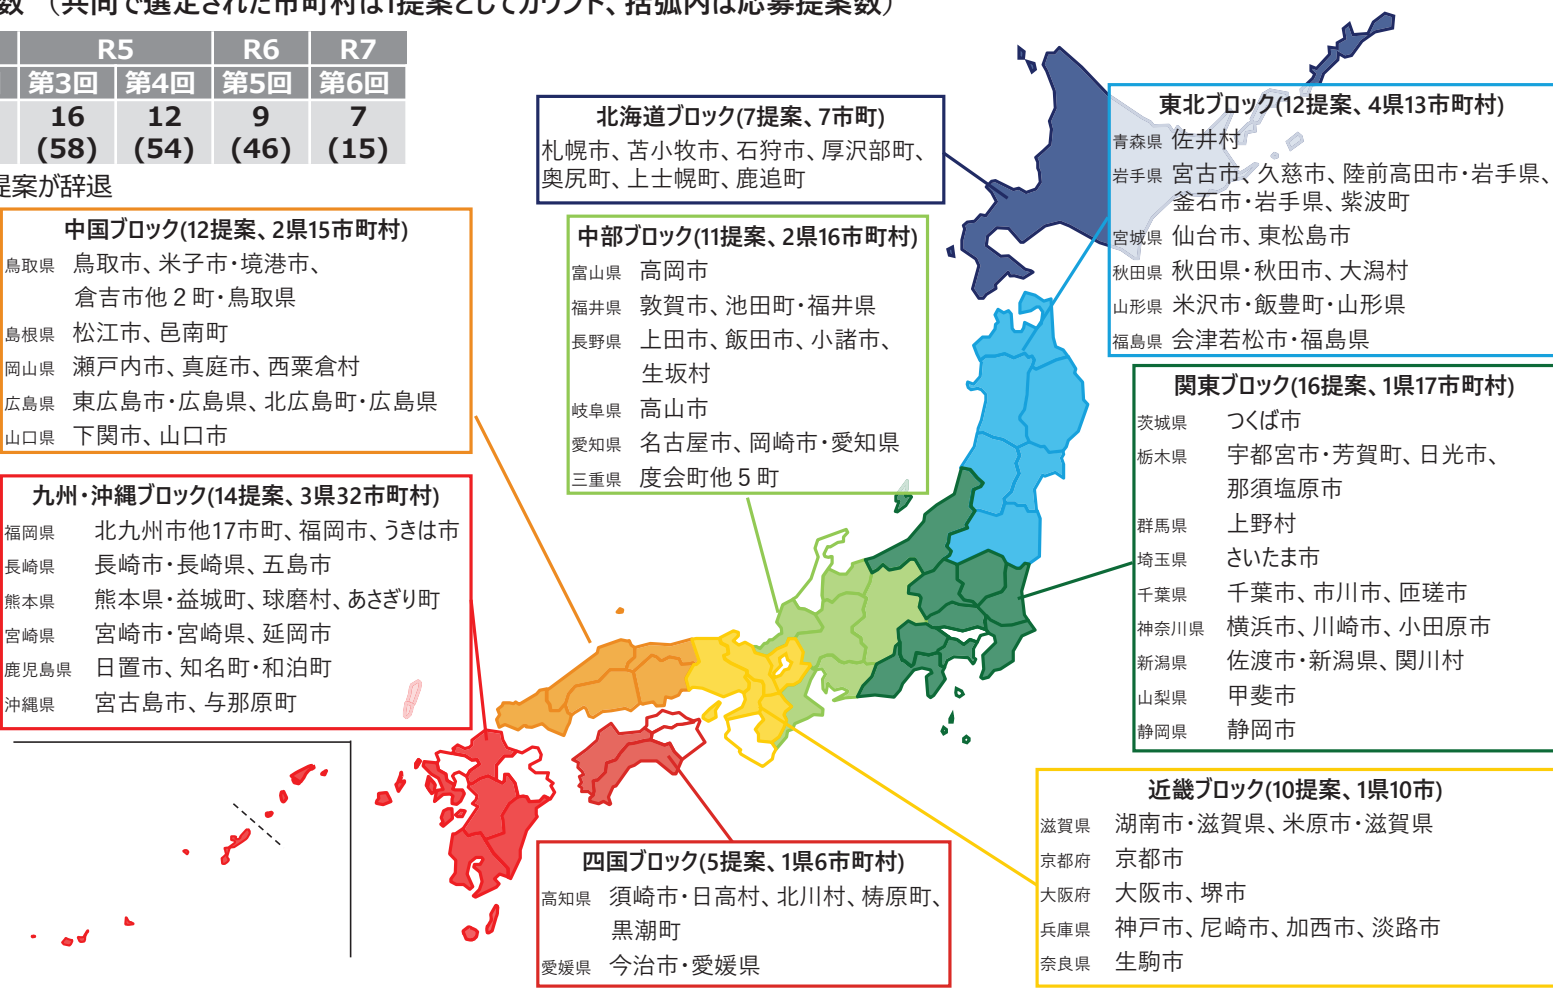 数 （共同で選定された市町村は1提案としてカウント、括弧内は応募提案数）
R5 R6 R7
第3回 第4回 第5回 第6回
16 12 9 7
(58) (54) (46) (15)
提案が辞退
北海道ブロック(7提案、7市町)
札幌市、苫小牧市、石狩市、厚沢部町、
奥尻町、上士幌町、鹿追町
東北ブロック(12提案、4県13市町村)
青森県 佐井村
岩手県 宮古市、久慈市、陸前高田市・岩手県、
釜石市・岩手県、紫波町
宮城県 仙台市、東松島市
秋田県 秋田県・秋田市、大潟村
山形県 米沢市・飯豊町・山形県
福島県 会津若松市・福島県
中国ブロック(12提案、2県15市町村)
鳥取県 鳥取市、米子市・境港市、
倉吉市他２町・鳥取県
島根県 松江市、邑南町
岡山県 瀬戸内市、真庭市、西粟倉村
広島県 東広島市・広島県、北広島町・広島県
山口県 下関市、山口市
中部ブロック(11提案、2県16市町村)
富山県 高岡市
福井県 敦賀市、池田町・福井県
長野県 上田市、飯田市、小諸市、
生坂村
岐阜県 高山市
愛知県 名古屋市、岡崎市・愛知県
三重県 度会町他５町
関東ブロック(16提案、1県17市町村)
茨城県 つくば市
栃木県 宇都宮市・芳賀町、日光市、
那須塩原市
群馬県 上野村
埼玉県 さいたま市
千葉県 千葉市、市川市、匝瑳市
神奈川県 横浜市、川崎市、小田原市
新潟県 佐渡市・新潟県、関川村
山梨県 甲斐市
静岡県 静岡市
九州・沖縄ブロック(14提案、3県32市町村)
福岡県 北九州市他17市町、福岡市、うきは市
長崎県 長崎市・長崎県、五島市
熊本県 熊本県・益城町、球磨村、あさぎり町
宮崎県 宮崎市・宮崎県、延岡市
鹿児島県 日置市、知名町・和泊町
沖縄県 宮古島市、与那原町
四国ブロック(5提案、1県6市町村)
高知県 須崎市・日高村、北川村、梼原町、
黒潮町
愛媛県 今治市・愛媛県
近畿ブロック(10提案、1県10市)
滋賀県 湖南市・滋賀県、米原市・滋賀県
京都府 京都市
大阪府 大阪市、堺市
兵庫県 神戸市、尼崎市、加西市、淡路市
奈良県 生駒市